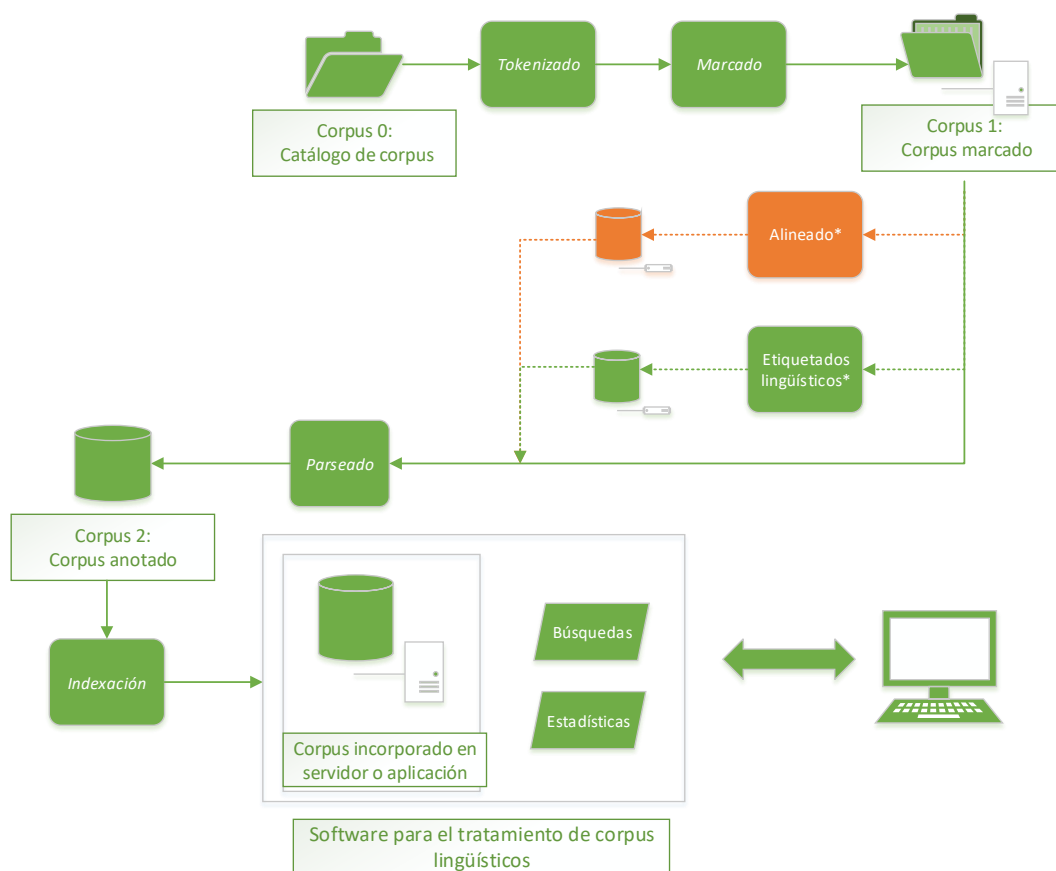 Tokenizado
Marcado
Corpus 0:
Catálogo de corpus
Corpus 1:
Corpus marcado
Alineado*
Etiquetados
lingüísticos*
Parseado
Corpus 2:
Corpus anotado
Indexación
Búsquedas
Estadísticas
Corpus incorporado en
servidor o aplicación
Software para el tratamiento de corpus
lingüísticos